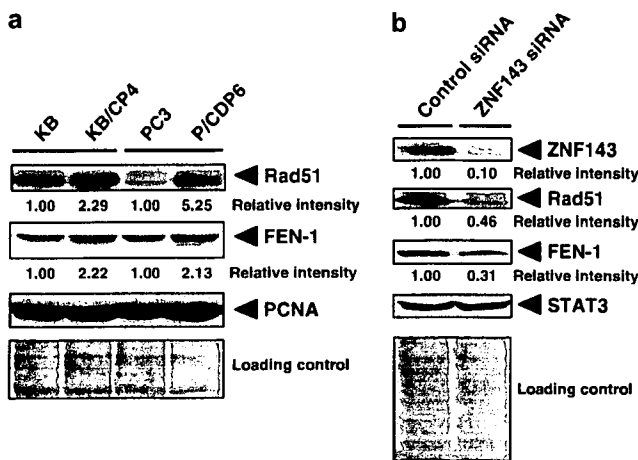 a
KB
KB/CP4
PC3
P/CDP6
Rad51
1.00 2.29 1.00 5.25 Relative intensity
FEN-1
1.00 2.22 1.00 2.13 Relative intensity
PCNA
Loading control
b
Control siRNA
ZNF143 siRNA
ZNF143
1.00 0.10 Relative intensity
Rad51
1.00 0.46 Relative intensity
FEN-1
1.00 0.31 Relative intensity
STAT3
Loading control